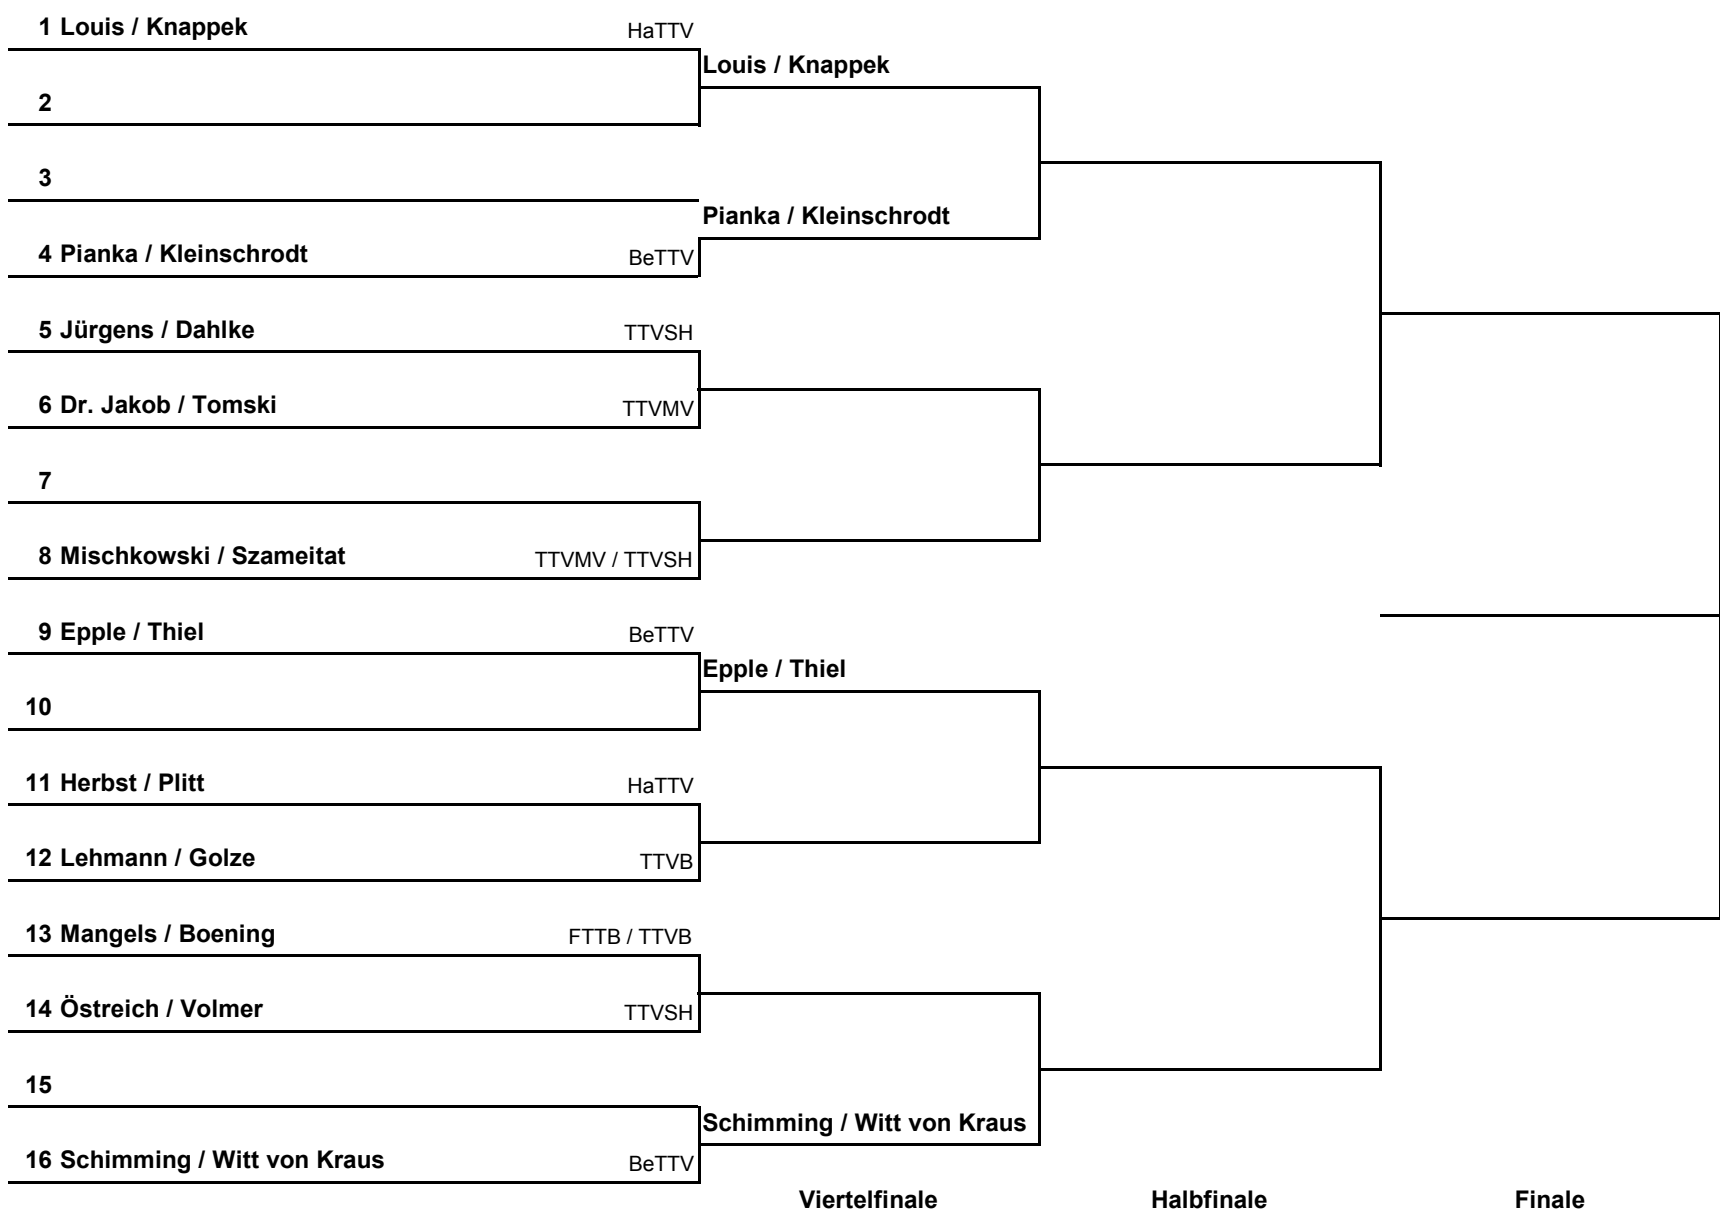 1 Louis / Knappek HaTTV
Louis / Knappek
2
3
Pianka / Kleinschrodt
4 Pianka / Kleinschrodt BeTTV
5 Jürgens / Dahlke TTVSH
6 Dr. Jakob / Tomski TTVMV
7
8 Mischkowski / Szameitat TTVMV / TTVSH
9 Epple / Thiel BeTTV
Epple / Thiel
10
11 Herbst / Plitt HaTTV
12 Lehmann / Golze TTVB
13 Mangels / Boening FTTB / TTVB
14 Östreich / Volmer TTVSH
15
Schimming / Witt von Kraus
16 Schimming / Witt von Kraus BeTTV
Viertelfinale Halbfinale Finale